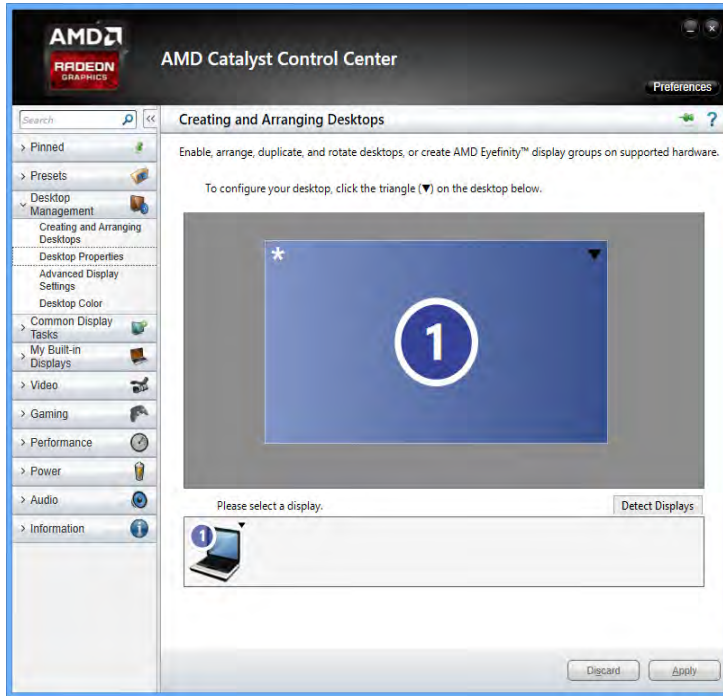 AMD
RADEON
GRAPHICS
AMD Catalyst Control Center
Preferences
Search
<<
Creating and Arranging Desktops
?
> Pinned
Enable, arrange, duplicate, and rotate desktops, or create AMD Eyefinity™ display groups on supported hardware.
> Presets
To configure your desktop, click the triangle (▼) on the desktop below.
Desktop
Management
Creating and Arranging
Desktops
Desktop Properties
Advanced Display
Settings
Desktop Color
> Common Display
Tasks
> My Built-in
Displays
> Video
> Gaming
> Performance
> Power
> Audio
> Information
*
1
Please select a display.
Detect Displays
1
Discard
Apply